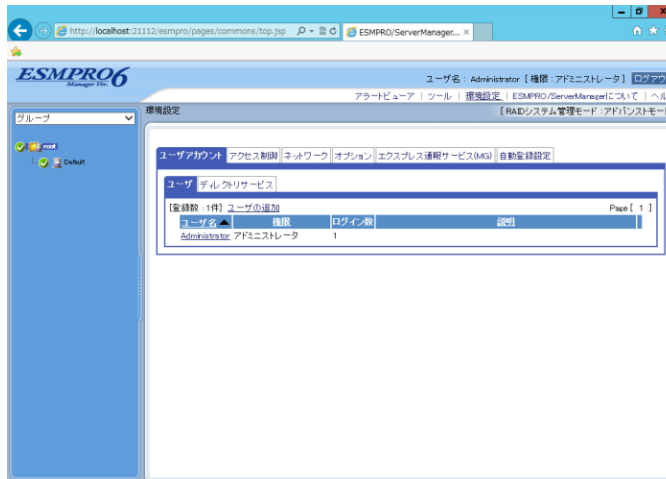 http://localhost:21112/esmpro/pages/commons/top.jsp
ESMPRO/ServerManager... ×
ESMPRO6
Manager Ver.
ユーザ名 : Administrator [ 権限 : アドミニストレータ ] ログアウ
アラートビューア | ツール | 環境設定 | ESMPRO/ServerManagerについて | ヘル
グループ
環境設定
[ RAIDシステム管理モード : アドバンストモー
root
Default
ユーザアカウント アクセス制御 ネットワーク オプション エクスプレス通報サービス(MG) 自動登録設定
ユーザ ディレクトリサービス
[登録数 : 1件] ユーザの追加
Page [ 1 ]
ユーザ名▲ 権限 ログイン数 説明
Administrator アドミニストレータ 1